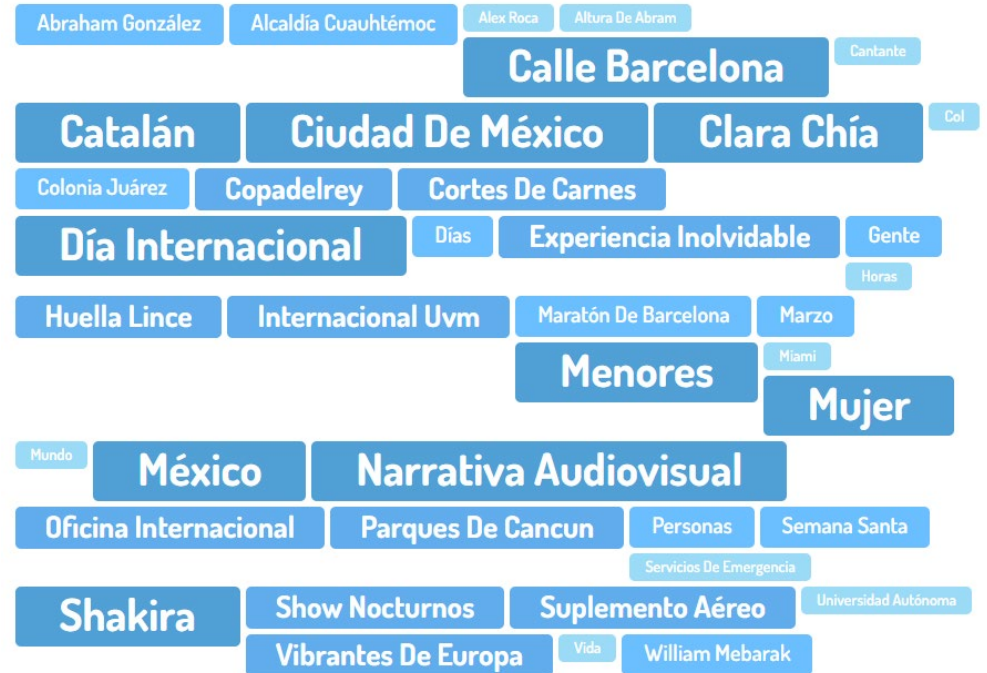 Abraham González Alcaldía Cuauhtémoc Alex Roca Altura De Abram
Calle Barcelona Cantante
Catalán Ciudad De México Clara Chía Col
Colonia Juárez Copadelrey Cortes De Carnes
Día Internacional Días Experiencia Inolvidable Gente
Horas
Huella Lince Internacional Uvm Maratón De Barcelona Marzo
Menores Miami
Mujer
Mundo México Narrativa Audiovisual
Oficina Internacional Parques De Cancun Personas Semana Santa
Servicios De Emergencia
Shakira Show Nocturnos Suplemento Aéreo Universidad Autónoma
Vibrantes De Europa Vida William Mebarak